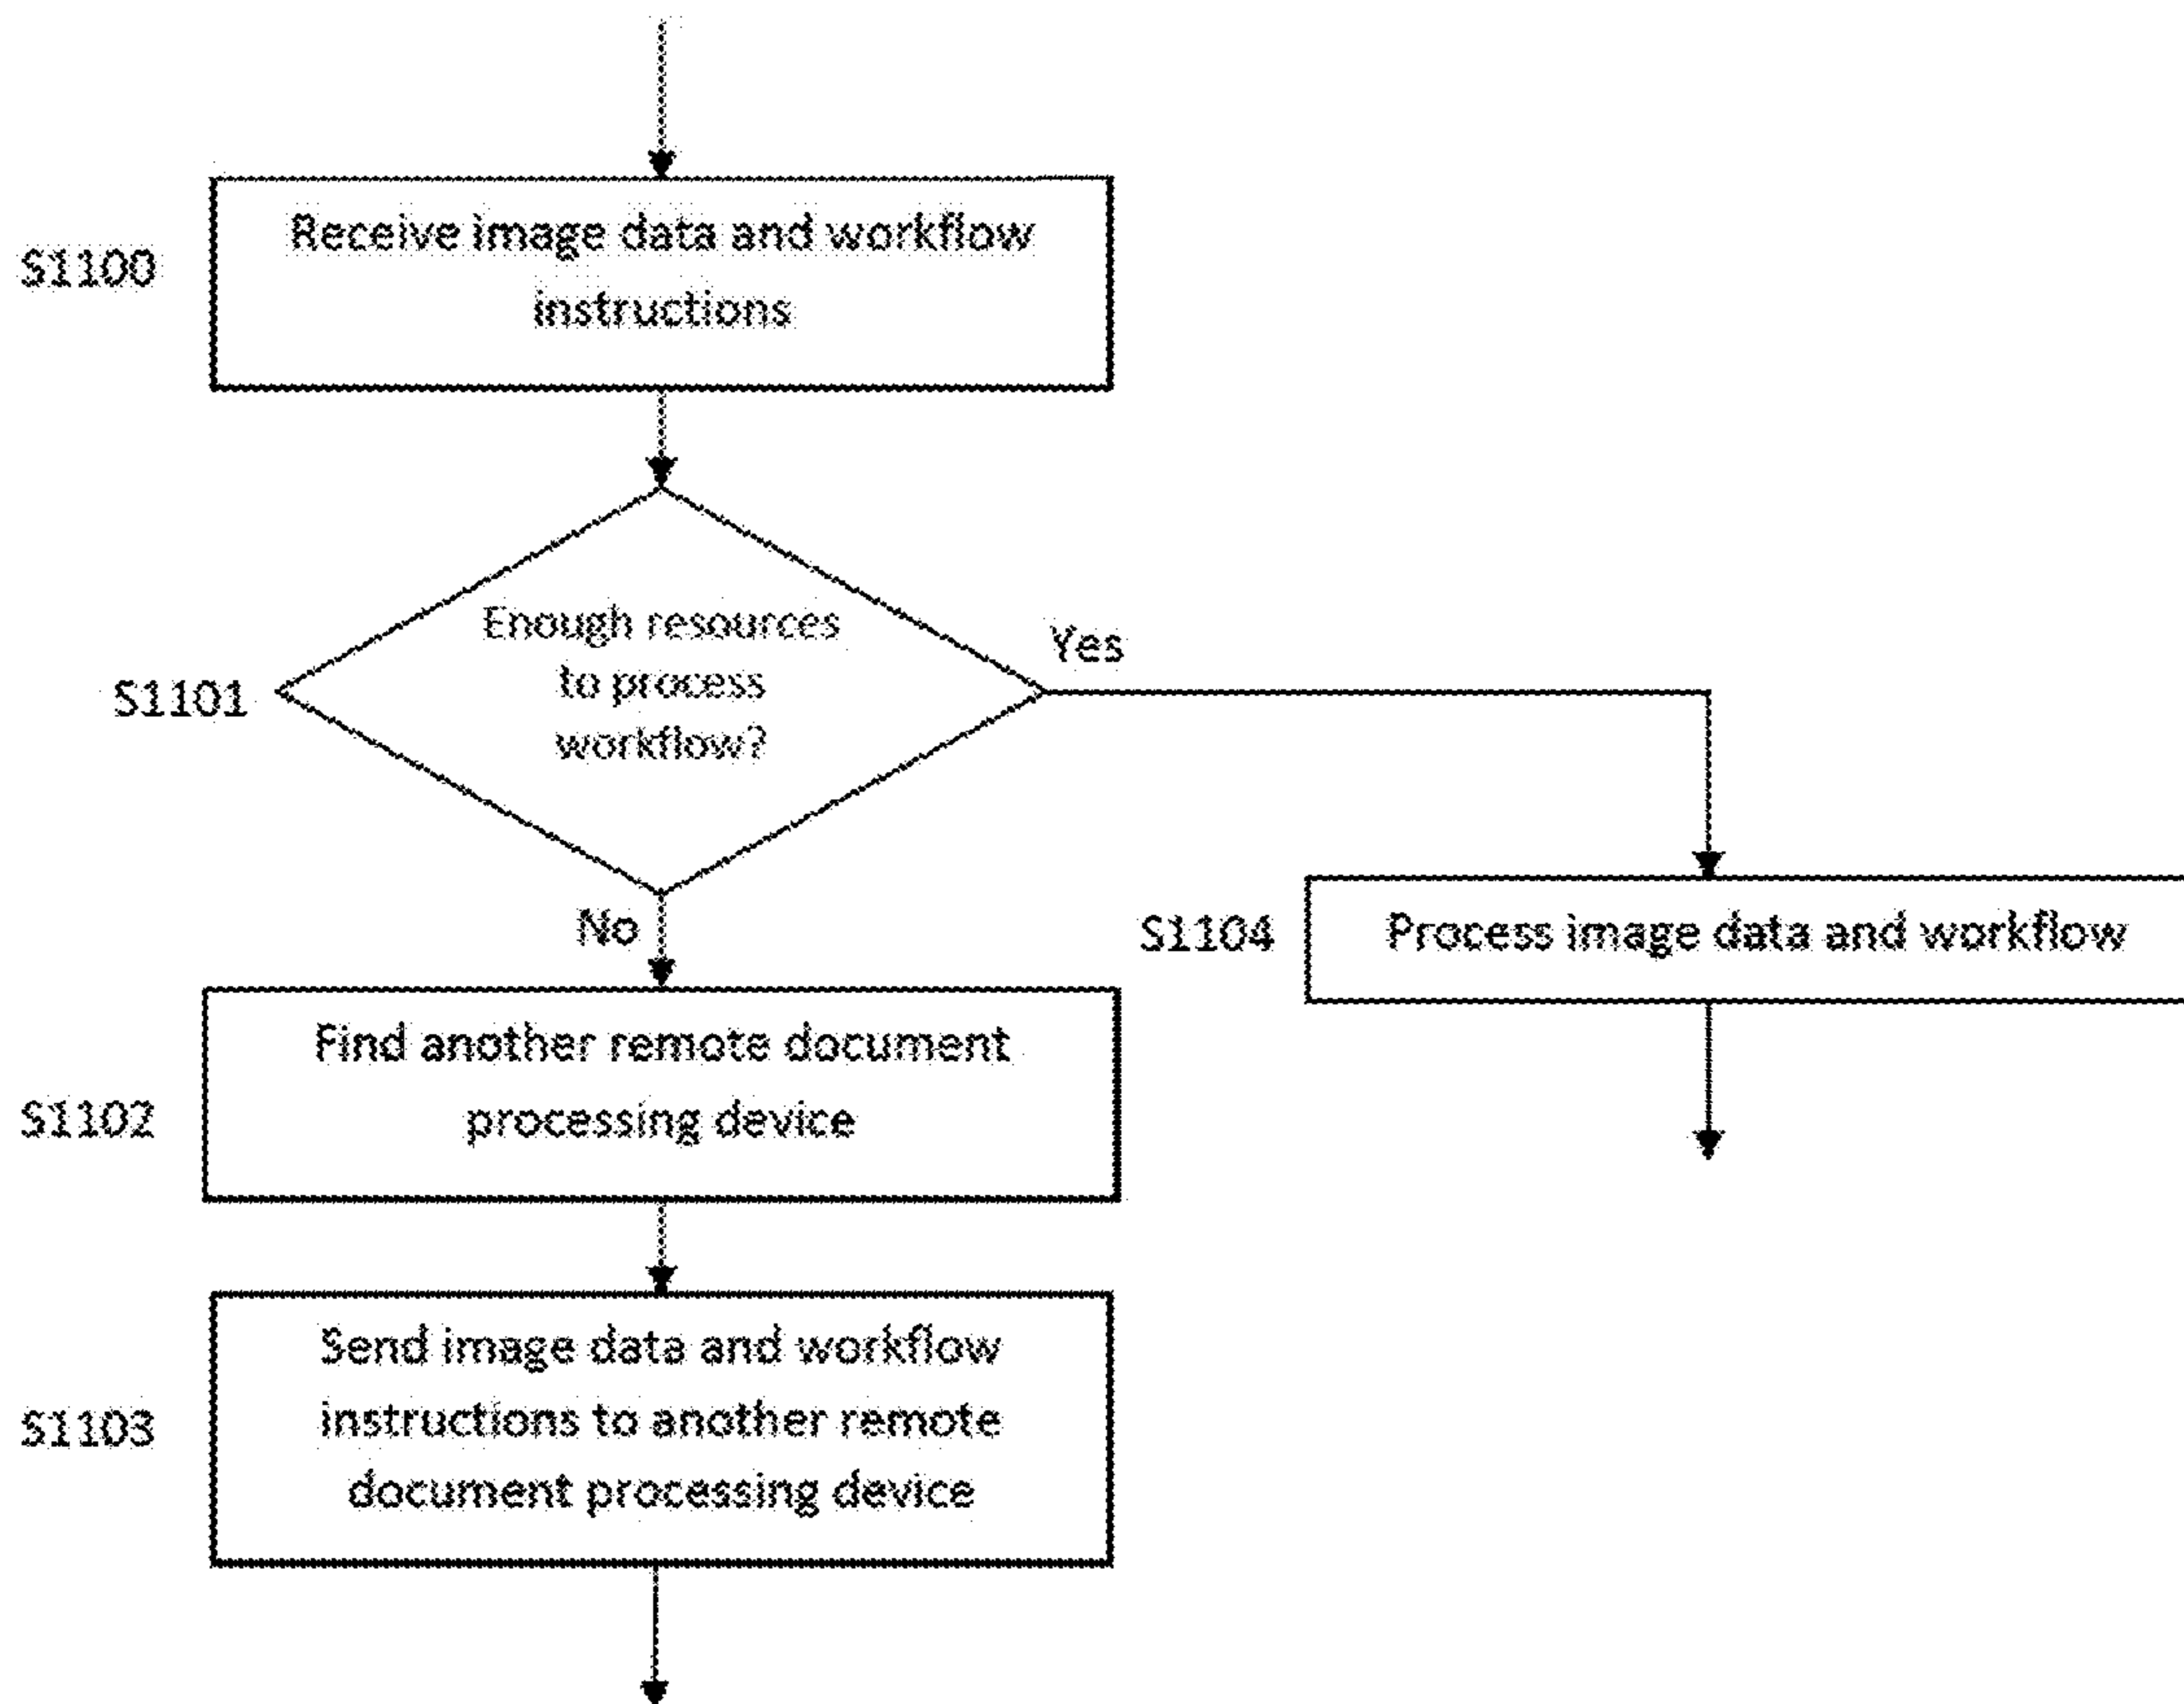 S1100
Receive image data and workflow
instructions
S1101
Enough resources
to process
workflow?
Yes
No
S1104
Process image data and workflow
S1102
Find another remote document
processing device
S1103
Send image data and workflow
instructions to another remote
document processing device